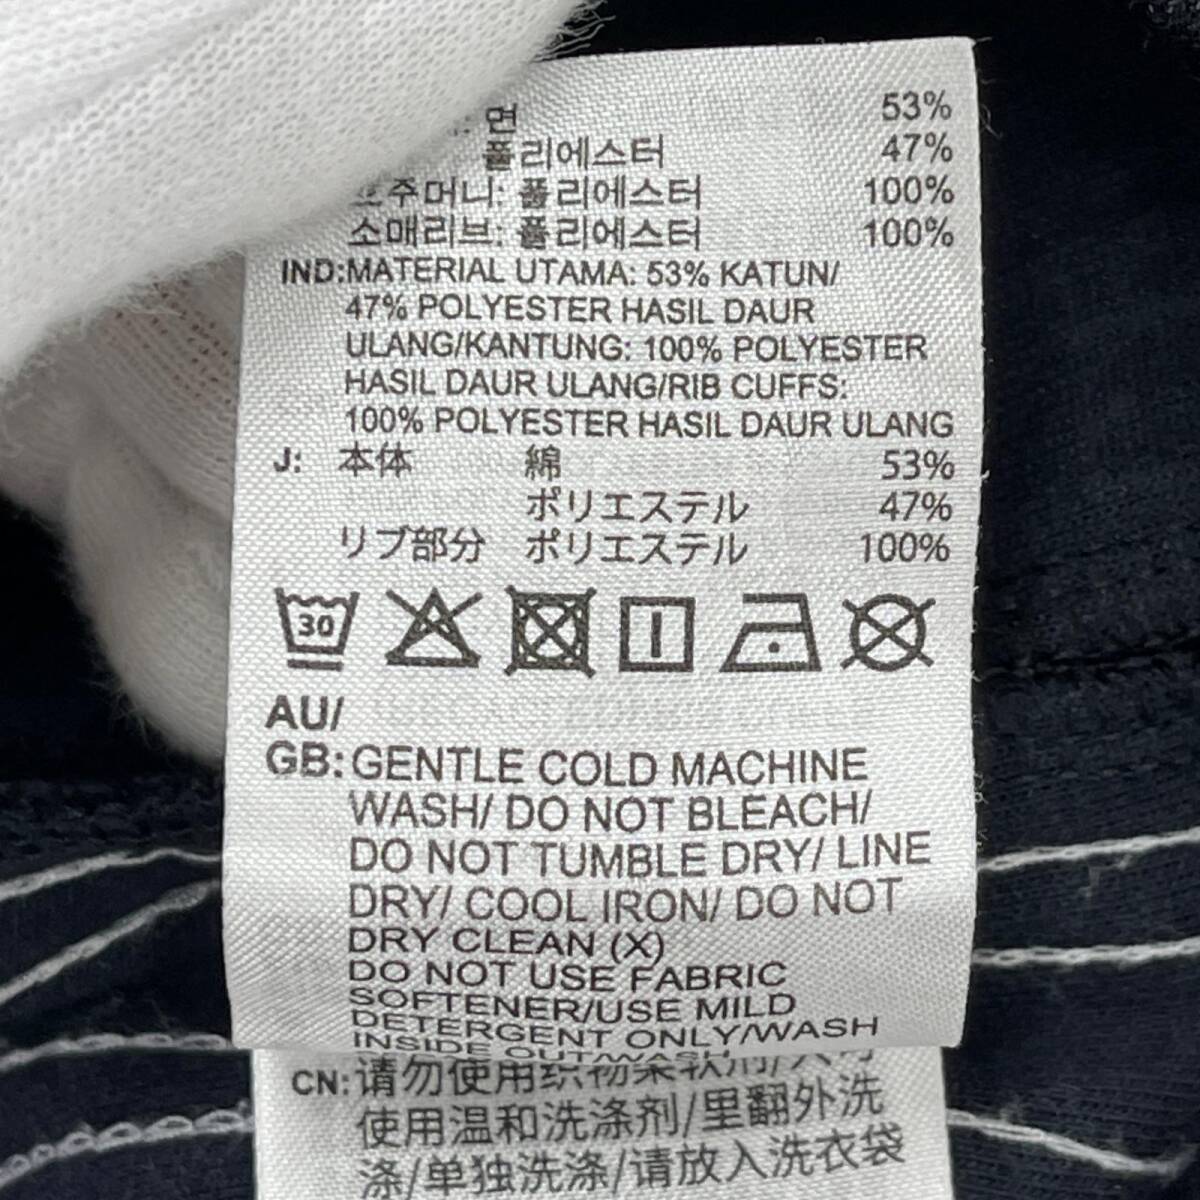 면 53%
폴리에스터 47%
주머니: 폴리에스터 100%
소매리브: 폴리에스터 100%
IND:MATERIAL UTAMA: 53% KATUN/
47% POLYESTER HASIL DAUR
ULANG/KANTUNG: 100% POLYESTER
HASIL DAUR ULANG/RIB CUFFS:
100% POLYESTER HASIL DAUR ULANG
J: 本体 綿 53%
ポリエステル 47%
リブ部分 ポリエステル 100%
30
AU/
GB:GENTLE COLD MACHINE
WASH/ DO NOT BLEACH/
DO NOT TUMBLE DRY/ LINE
DRY/ COOL IRON/ DO NOT
DRY CLEAN (X)
DO NOT USE FABRIC
SOFTENER/USE MILD
DETERGENT ONLY/WASH
INSIDE OUT/WASH
CN:请勿使用织物柔软剂/只可
使用温和洗涤剂/里翻外洗
涤/单独洗涤/请放入洗衣袋